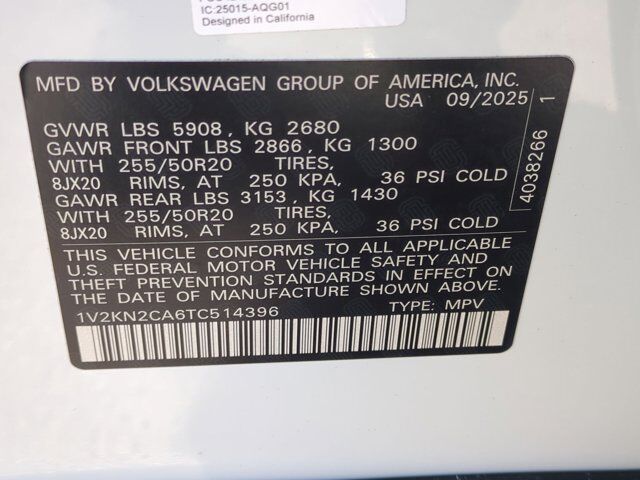 IC:25015-AQG01
Designed in California
MFD BY VOLKSWAGEN GROUP OF AMERICA, INC.
USA 09/2025
GVWR LBS 5908 , KG 2680
GAWR FRONT LBS 2866 , KG 1300
WITH 255/50R20 TIRES,
8JX20 RIMS, AT 250 KPA, 36 PSI COLD
GAWR REAR LBS 3153 , KG 1430
WITH 255/50R20 TIRES,
8JX20 RIMS, AT 250 KPA, 36 PSI COLD
THIS VEHICLE CONFORMS TO ALL APPLICABLE
U.S. FEDERAL MOTOR VEHICLE SAFETY AND
THEFT PREVENTION STANDARDS IN EFFECT ON
THE DATE OF MANUFACTURE SHOWN ABOVE.
1V2KN2CA6TC514396 TYPE: MPV
4038266 1